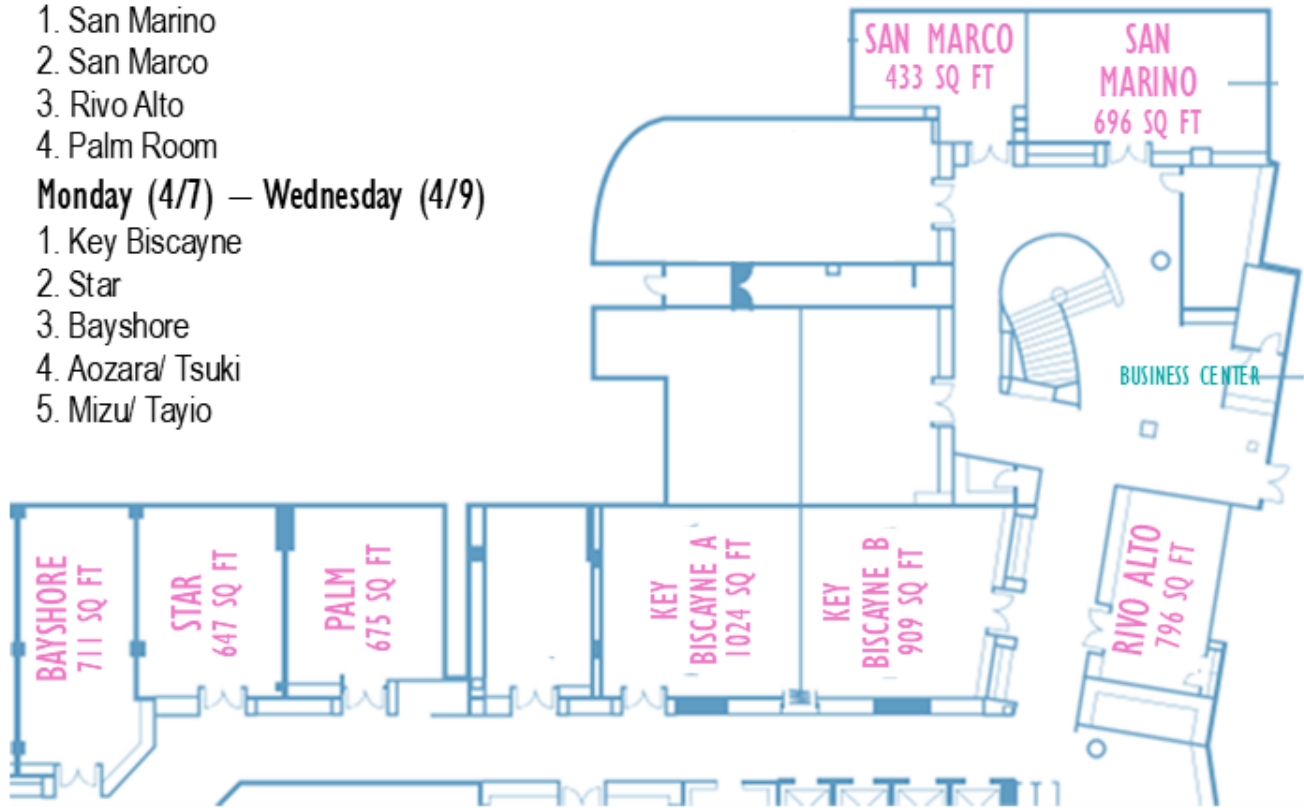 1. San Marino
2. San Marco
3. Rivo Alto
4. Palm Room
Monday (4/7) – Wednesday (4/9)
1. Key Biscayne
2. Star
3. Bayshore
4. Aozara/ Tsuki
5. Mizu/ Tayio
SAN MARCO
433 SQ FT
SAN
MARINO
696 SQ FT
BUSINESS CENTER
BAYSHORE
711 SQ FT
STAR
647 SQ FT
PALM
675 SQ FT
KEY
BISCAYNE A
1024 SQ FT
KEY
BISCAYNE B
909 SQ FT
RIVO ALTO
796 SQ FT